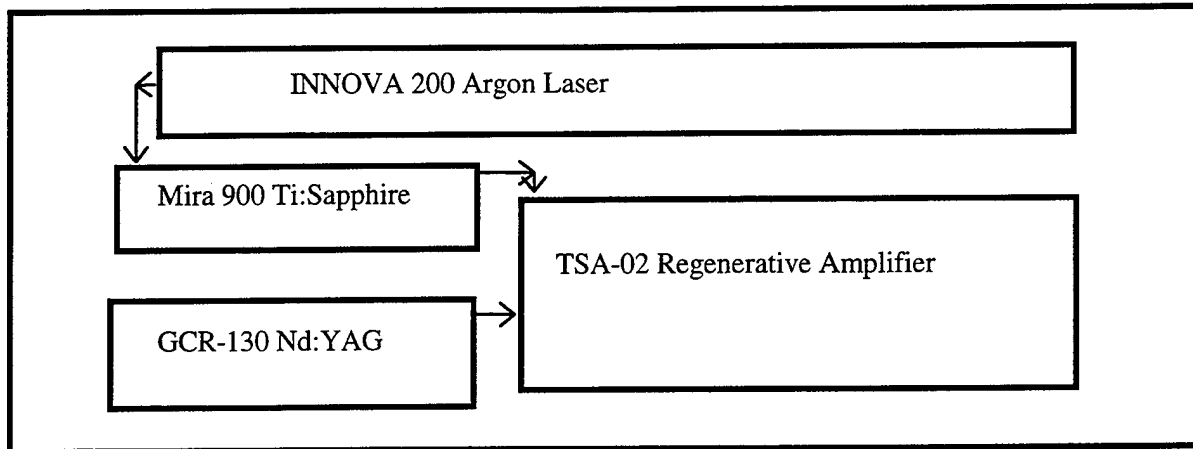 INNOVA 200 Argon Laser
Mira 900 Ti:Sapphire
TSA-02 Regenerative Amplifier
GCR-130 Nd:YAG